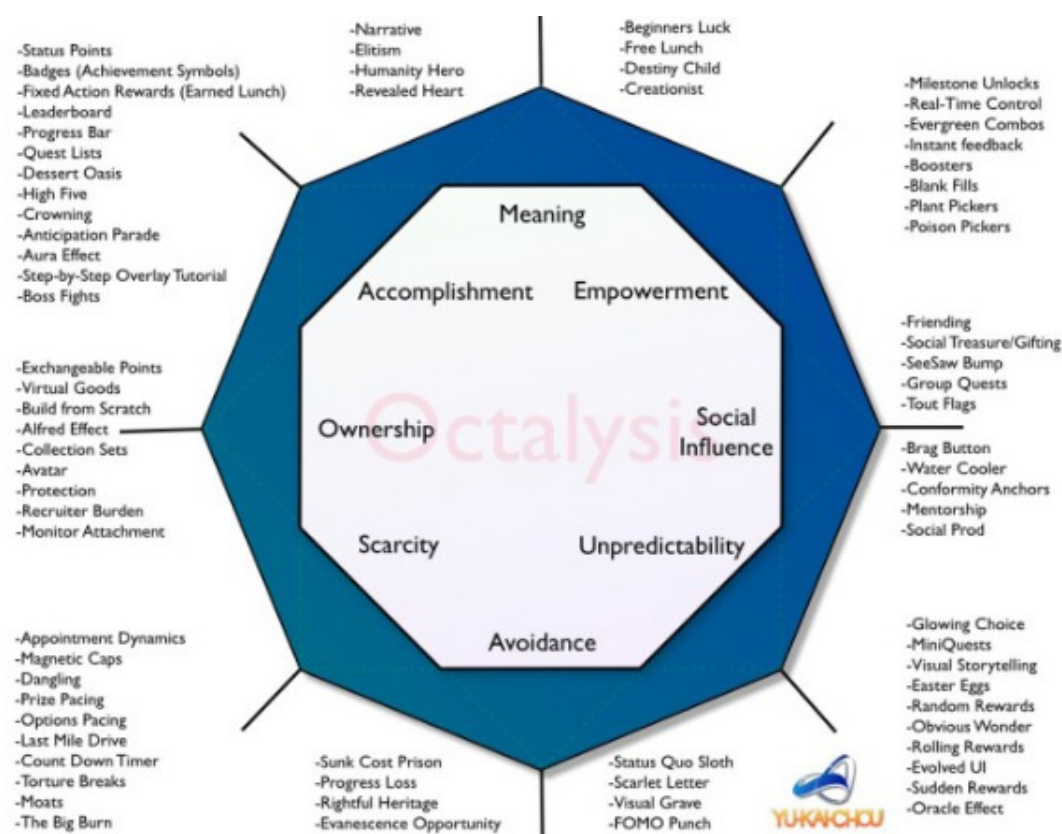 -Narrative
-Elitism
-Humanity Hero
-Revealed Heart
-Beginners Luck
-Free Lunch
-Destiny Child
-Creationist
-Status Points
-Badges (Achievement Symbols)
-Fixed Action Rewards (Earned Lunch)
-Leaderboard
-Progress Bar
-Quest Lists
-Dessert Oasis
-High Five
-Crowning
-Anticipation Parade
-Aura Effect
-Step-by-Step Overlay Tutorial
-Boss Fights
-Milestone Unlocks
-Real-Time Control
-Evergreen Combos
-Instant feedback
-Boosters
-Blank Fills
-Plant Pickers
-Poison Pickers
Meaning
Accomplishment
Empowerment
Ownership
Octalysis
Social
Influence
Scarcity
Unpredictability
Avoidance
-Exchangeable Points
-Virtual Goods
-Build from Scratch
-Alfred Effect
-Collection Sets
-Avatar
-Protection
-Recruiter Burden
-Monitor Attachment
-Friending
-Social Treasure/Gifting
-SeeSaw Bump
-Group Quests
-Tout Flags
-Brag Button
-Water Cooler
-Conformity Anchors
-Mentorship
-Social Prod
-Appointment Dynamics
-Magnetic Caps
-Dangling
-Prize Pacing
-Options Pacing
-Last Mile Drive
-Count Down Timer
-Torture Breaks
-Moats
-The Big Burn
-Sunk Cost Prison
-Progress Loss
-Rightful Heritage
-Evanescence Opportunity
-Status Quo Sloth
-Scarlet Letter
-Visual Grave
-FOMO Punch
YU-KAI-CHOU
-Glowing Choice
-MiniQuests
-Visual Storytelling
-Easter Eggs
-Random Rewards
-Obvious Wonder
-Rolling Rewards
-Evolved UI
-Sudden Rewards
-Oracle Effect